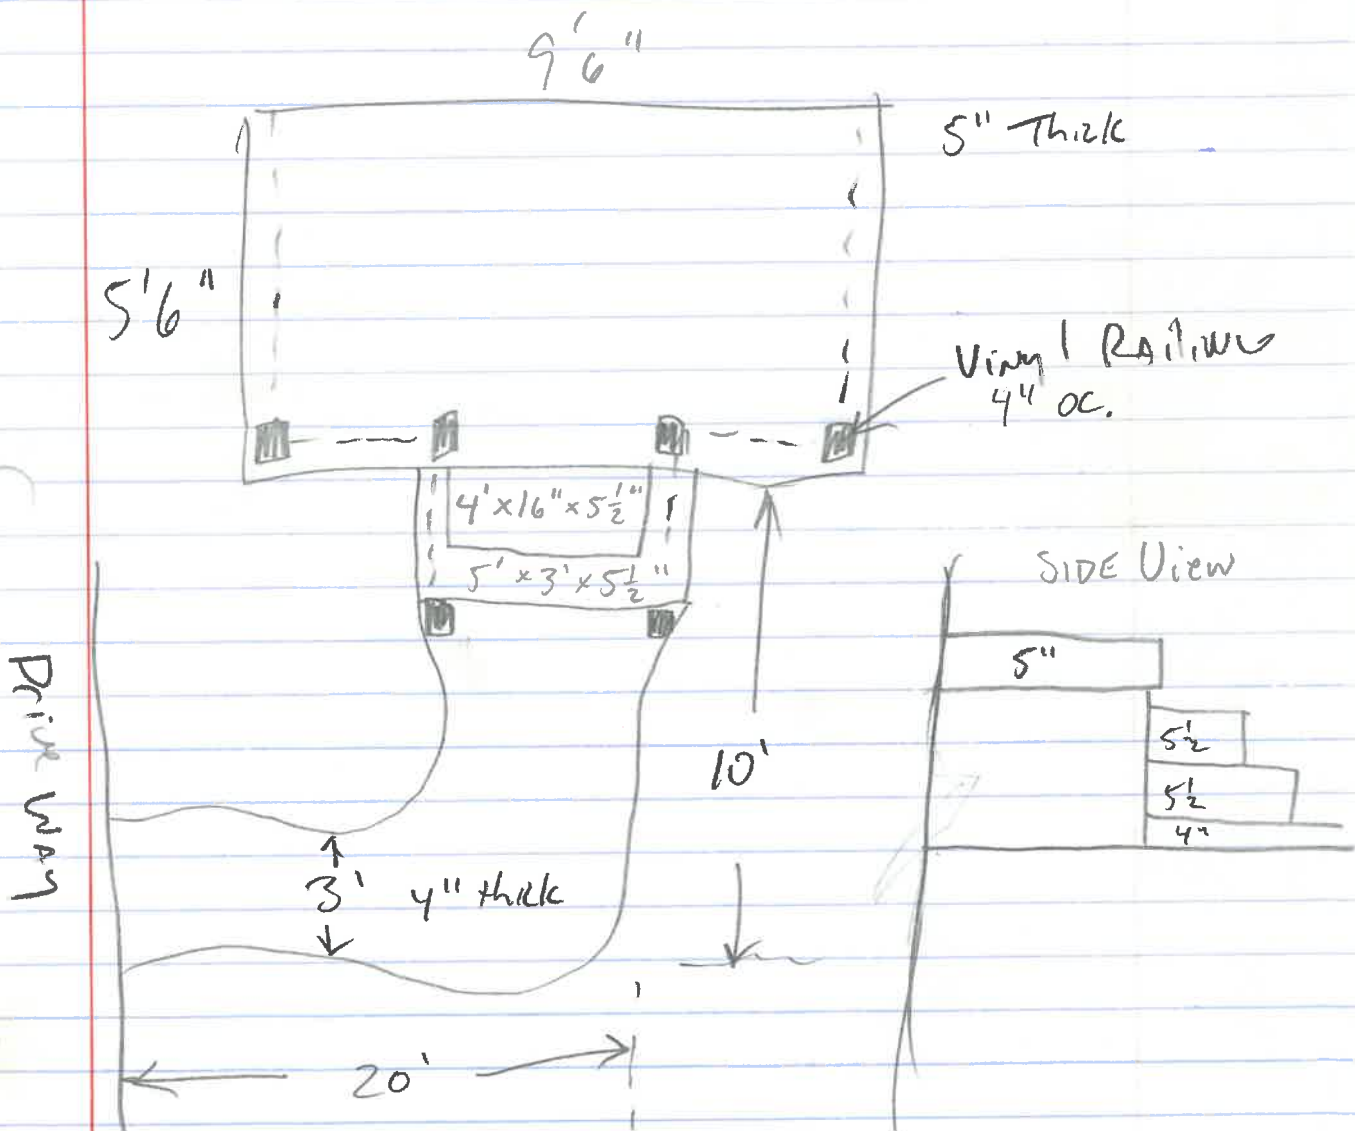 9'6"
5" Thick
5'6"
Vinyl Railing
4" OC.
4'x16"x5½"
5'x3'x5½"
SIDE View
5"
5½
5½
4"
10'
3' 4" thick
Drive Way
20'